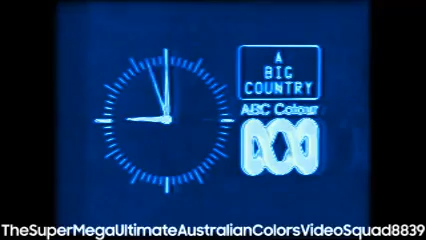 A
BIG
COUNTRY
ABC Colour
TheSuperMegaUltimateAustralianColorsVideoSquad8839